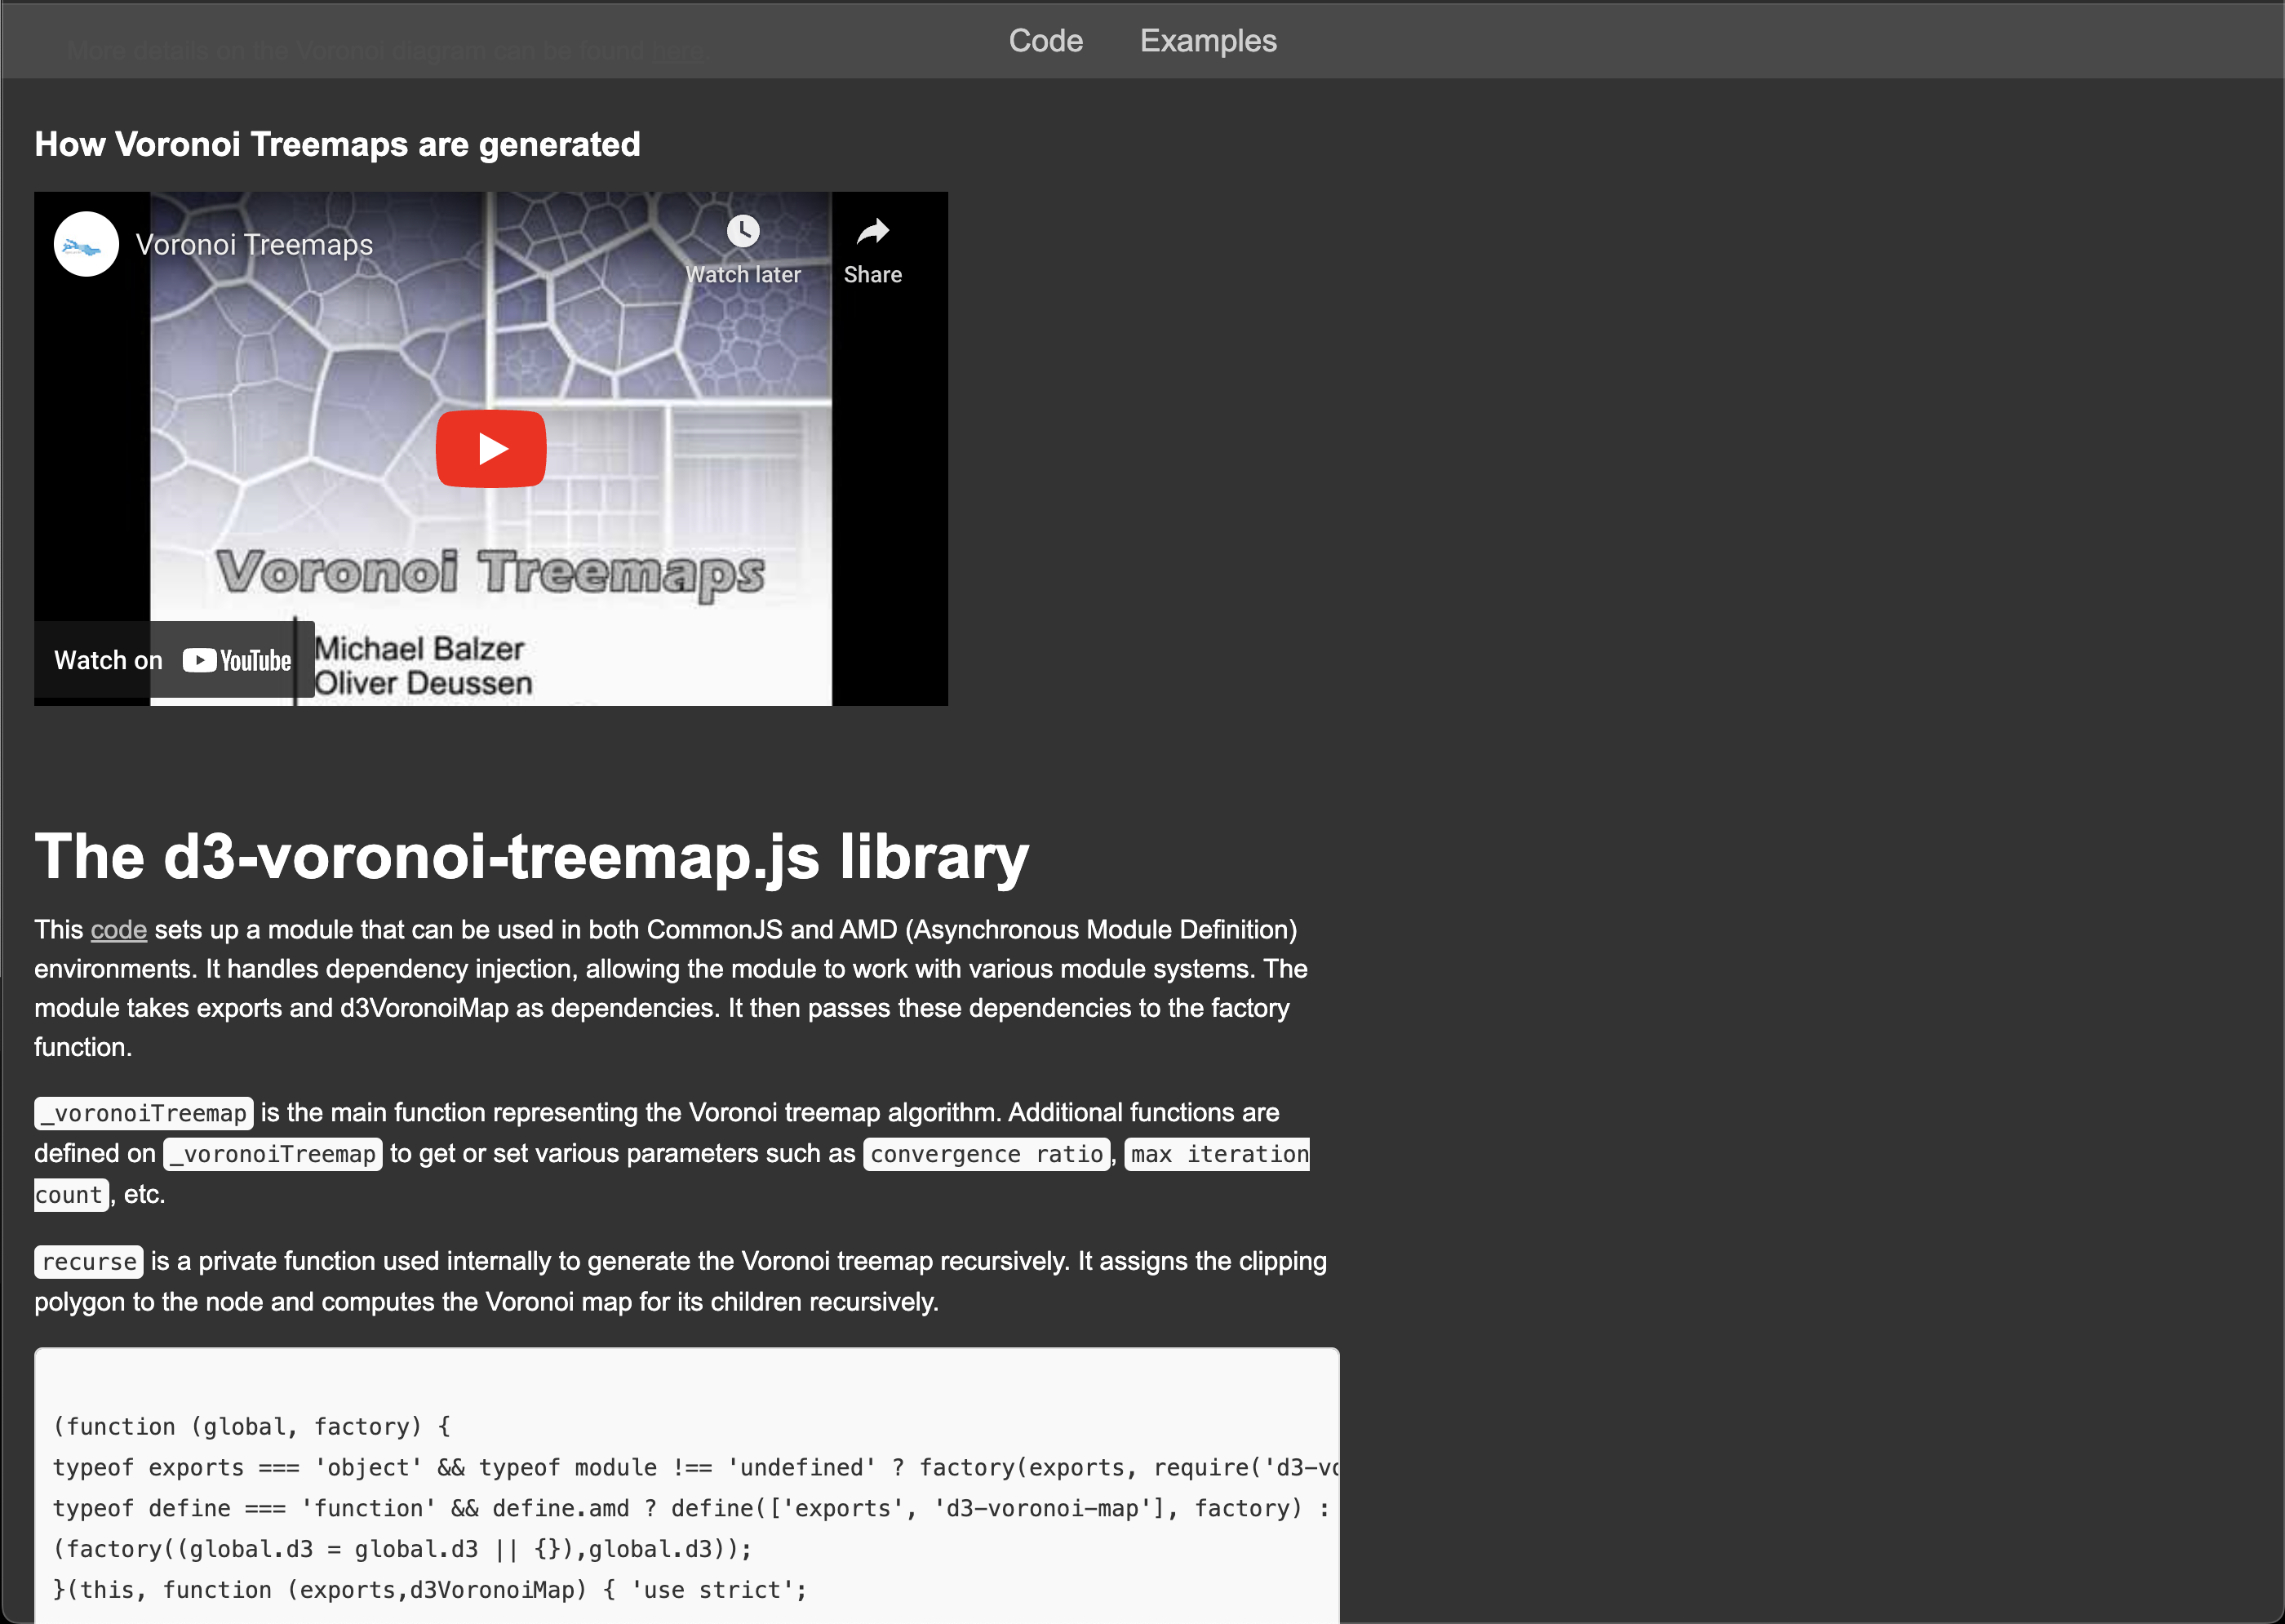 Code Examples
More details on the Voronoi diagram can be found here.
How Voronoi Treemaps are generated
Voronoi Treemaps
Watch later
Share
Voronoi Treemaps
Michael Balzer
Oliver Deussen
Watch on YouTube
The d3-voronoi-treemap.js library
This code sets up a module that can be used in both CommonJS and AMD (Asynchronous Module Definition)
environments. It handles dependency injection, allowing the module to work with various module systems. The
module takes exports and d3VoronoiMap as dependencies. It then passes these dependencies to the factory
function.
_voronoiTreemap is the main function representing the Voronoi treemap algorithm. Additional functions are
defined on _voronoiTreemap to get or set various parameters such as convergence ratio, max iteration
count, etc.
recurse is a private function used internally to generate the Voronoi treemap recursively. It assigns the clipping
polygon to the node and computes the Voronoi map for its children recursively.
(function (global, factory) {
typeof exports === 'object' && typeof module !== 'undefined' ? factory(exports, require('d3-vo
typeof define === 'function' && define.amd ? define(['exports', 'd3-voronoi-map'], factory) :
(factory((global.d3 = global.d3 || {}),global.d3));
}(this, function (exports,d3VoronoiMap) { 'use strict';